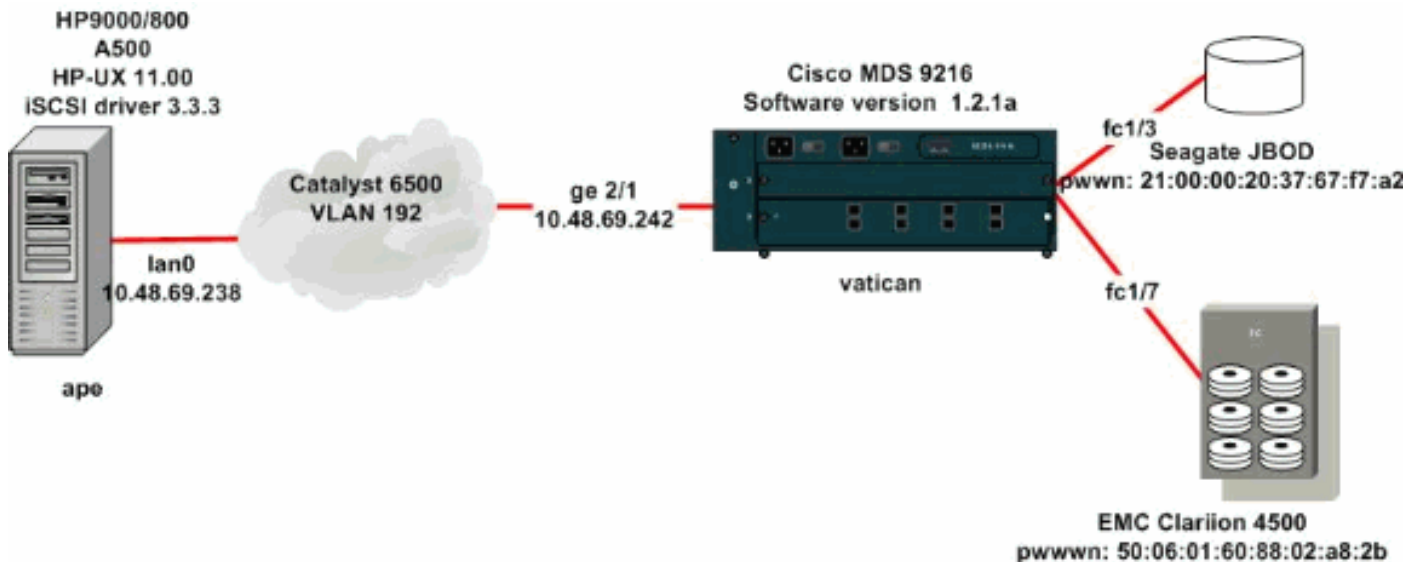 HP9000/800
A500
HP-UX 11.00
iSCSI driver 3.3.3
lan0
10.48.69.238
ape
Catalyst 6500
VLAN 192
ge 2/1
10.48.69.242
Cisco MDS 9216
Software version 1.2.1a
vatican
fc1/3
Seagate JBOD
pwwn: 21:00:00:20:37:67:f7:a2
fc1/7
EMC Clariion 4500
pwwwn: 50:06:01:60:88:02:a8:2b